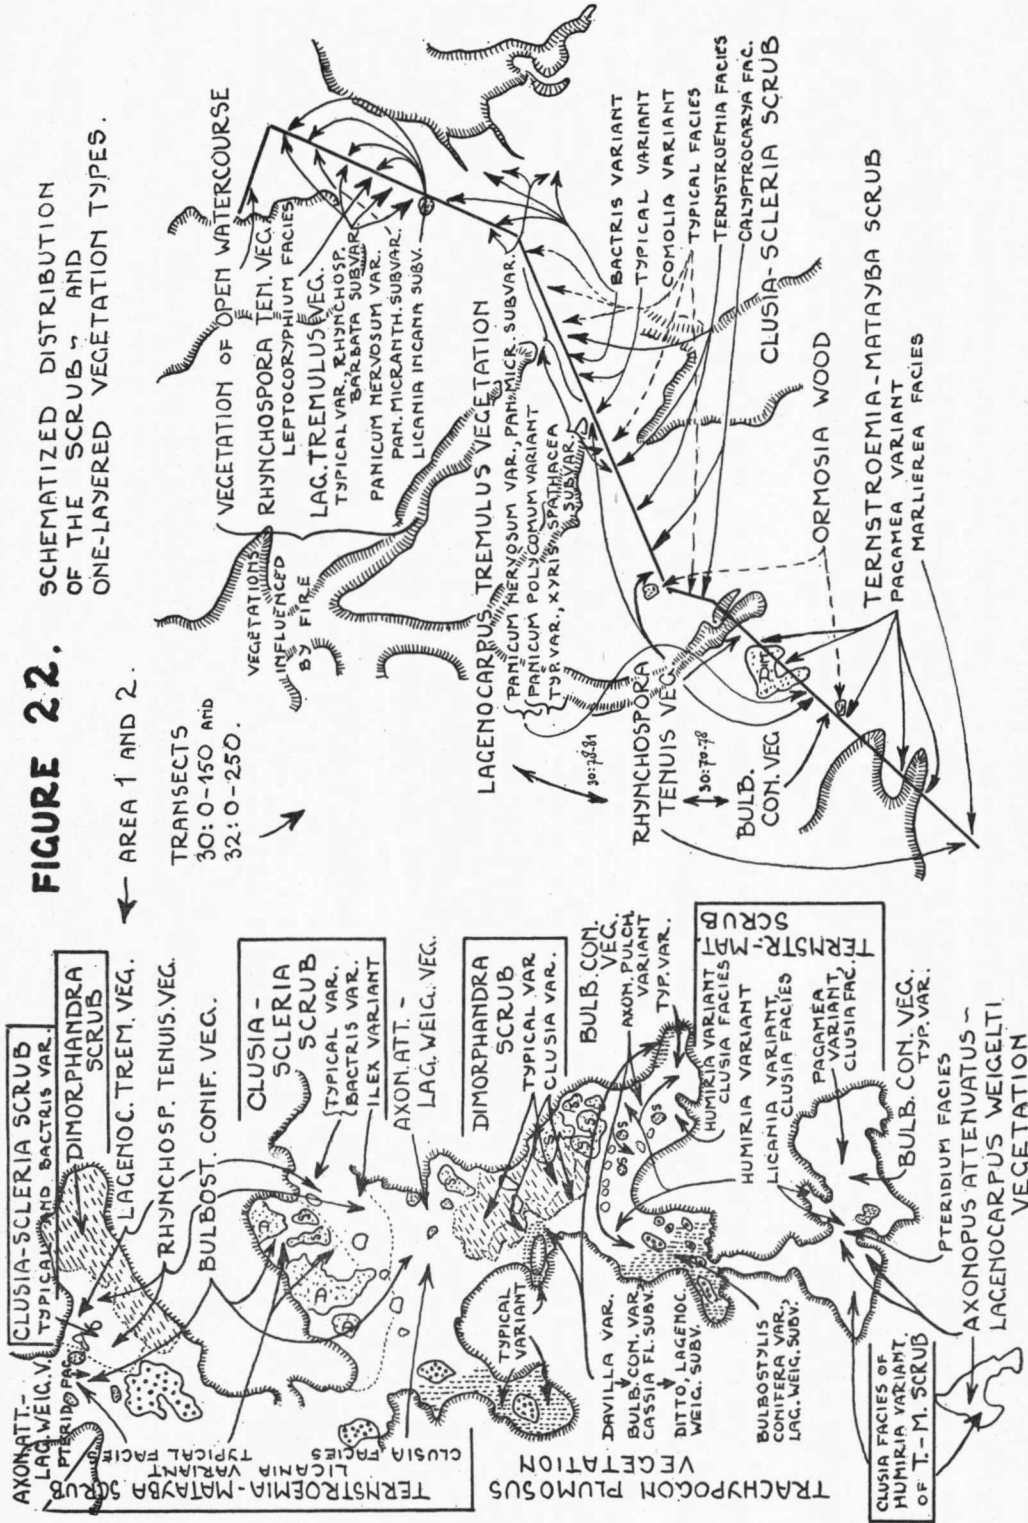 FIGURE 22.
SCHEMATIZED DISTRIBUTION
OF THE SCRUB- AND
ONE-LAYERED VEGETATION TYPES.
← AREA 1 AND 2.
TRANSECTS
30:0-150 AND
32:0-250.
VEGETATIONS
INFLUENCED
BY FIRE
VEGETATION OF OPEN WATERCOURSE
RHYNCHOSPORA TEN. VEG.
LEPTOCORYPHIUM FACIES
LAG. TREMULUS VEG.
TYPICAL VAR., RHYNCHOSP.
BARBATA SUBVAR.
PANICUM NERVOSUM VAR.
PAN. MICRANTH. SUBVAR.
LICANIA INCANA SUBV.
LAGENOCARPUS TREMULUS VEGETATION
PANICUM NERVOSUM VAR., PAN. MICR. SUBVAR.
PANICUM POLYCOMUM VARIANT
TYP. VAR., XYRIS SPATHACEA
SUBVAR.
30:78-81
RHYNCHOSPORA
TENUIS VEG.
30:70-78
BULB.
CON. VEG.
BACTRIS VARIANT
TYPICAL VARIANT
COMOLIA VARIANT
TYPICAL FACIES
TERNSTROEMIA FACIES
CALYPTROCARYA FAC.
CLUSIA-SCLERIA SCRUB
ORMOSIA WOOD
TERNSTROEMIA-MATAYBA SCRUB
PAGAMEA VARIANT
MARLIEREA FACIES
DIM
AXON. ATT.-
LAG. WEIG. V.
PTERID. FAC.
CLUSIA-SCLERIA SCRUB
TYPICAL AND BACTRIS VAR.
DIMORPHANDRA
SCRUB
LAGENOC. TREM. VEG.
RHYNCHOSP. TENUIS. VEG.
BULBOST. CONIF. VEG.
CLUSIA-
SCLERIA
SCRUB
TYPICAL VAR.
BACTRIS VAR.
ILEX VARIANT
AXON. ATT.-
LAG. WEIG. VEG.
DIMORPHANDRA
SCRUB
TYPICAL VAR
CLUSIA VAR.
BULB. CON.
VEG.
AXON. PULCH.
VARIANT
TYP. VAR.
TERNSTR.-MAT.
SCRUB
HUMIRIA VARIANT
CLUSIA FACIES
HUMIRIA VARIANT
LICANIA VARIANT,
CLUSIA FACIES
PAGAMEA
VARIANT,
CLUSIA FAC.
BULB. CON. VEG.
TYP. VAR.
PTERIDIUM FACIES
AXONOPUS ATTENUATUS-
LAGENOCARPUS WEIGELTI
VEGETATION
TERNSTROEMIA-MATAYBA SCRUB
LICANIA VARIANT
TYPICAL FACIE
CLUSIA FACIES
TYPICAL
VARIANT
TRACHYPOGON PLUMOSUS
VEGETATION
DAVILLA VAR.
BULB. CON. VAR,
CASSIA FL. SUBV.
DITTO, LAGENOC.
WEIG. SUBV.
BULBOSTYLIS
CONIFERA VAR,
LAG. WEIG. SUBV,
CLUSIA FACIES OF
HUMIRIA VARIANT.
OF T.-M. SCRUB